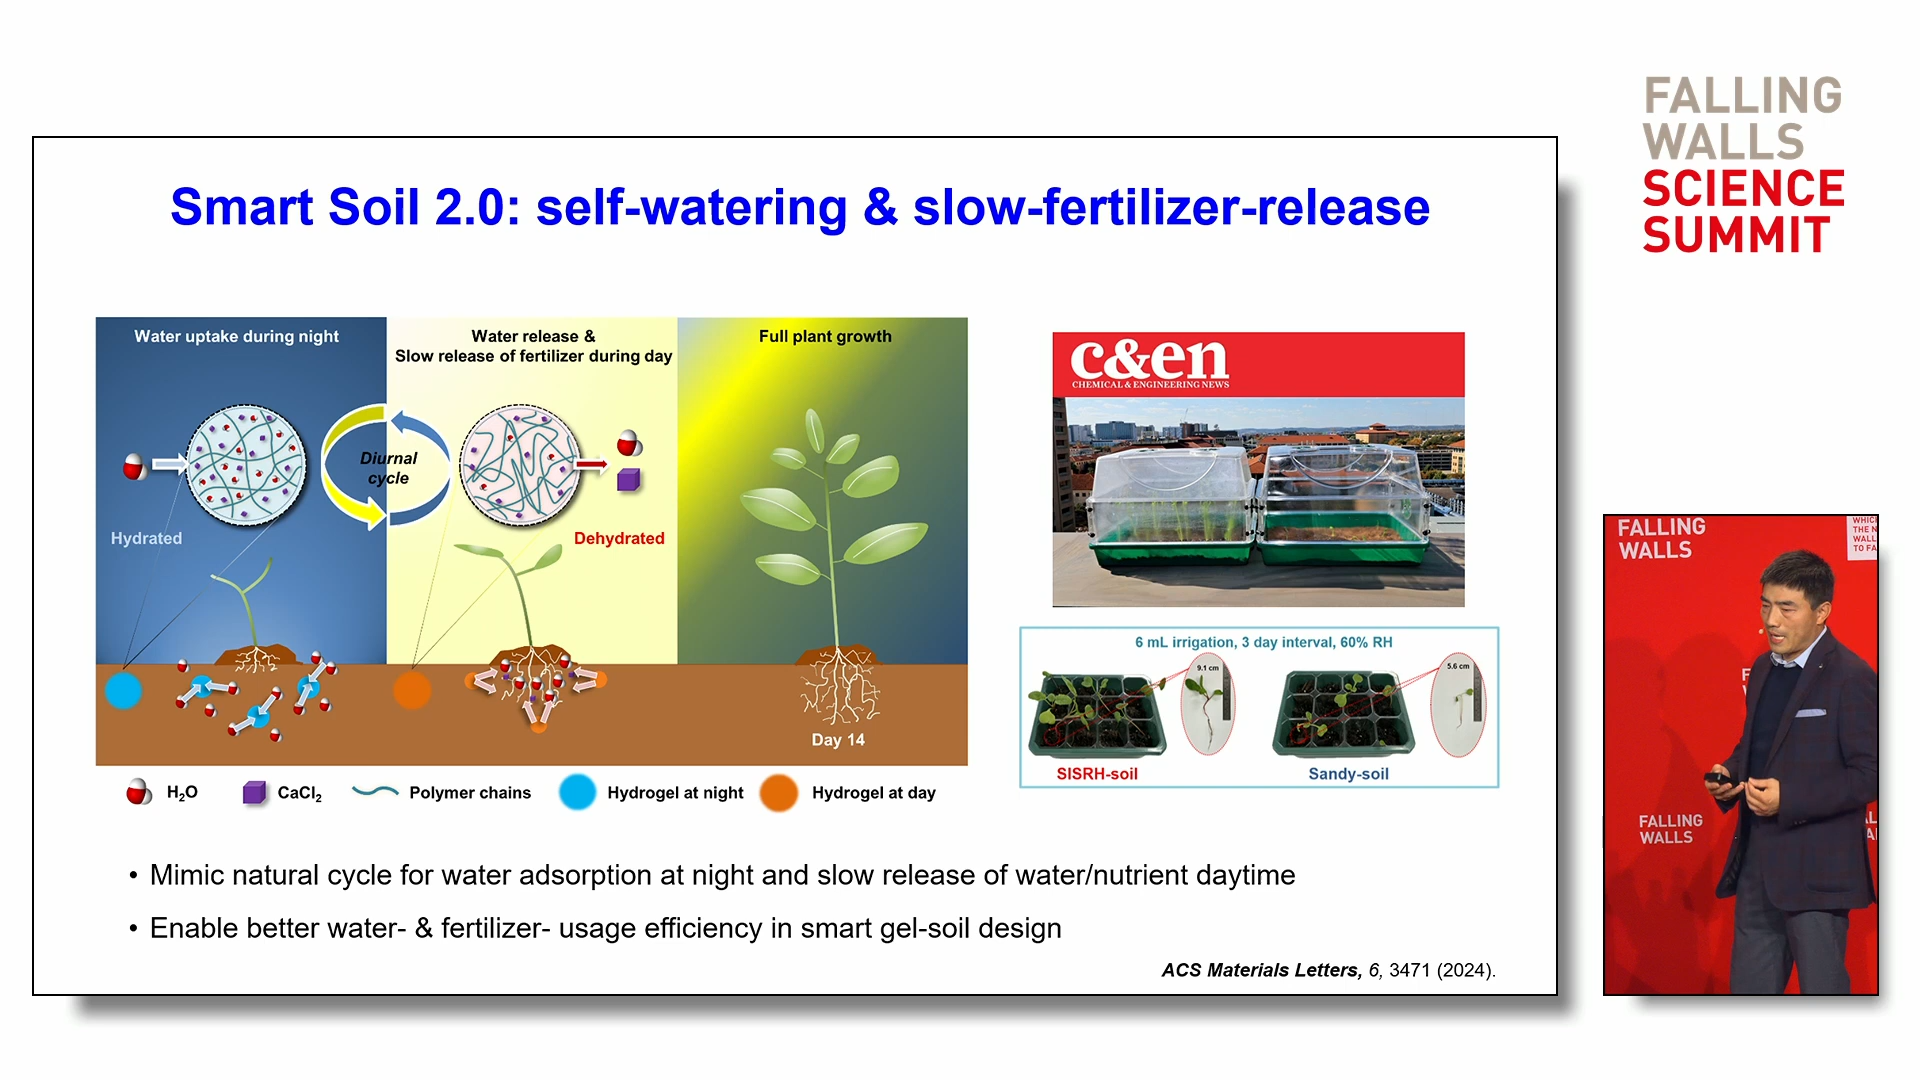 FALLING
WALLS
SCIENCE
SUMMIT
Smart Soil 2.0: self-watering & slow-fertilizer-release
Water uptake during night
Water release &
Slow release of fertilizer during day
Full plant growth
Diurnal
cycle
Hydrated
Dehydrated
Day 14
H₂O
CaCl₂
Polymer chains
Hydrogel at night
Hydrogel at day
c&en
CHEMICAL & ENGINEERING NEWS
6 mL irrigation, 3 day interval, 60% RH
9.1 cm
5.6 cm
SISRH-soil
Sandy-soil
• Mimic natural cycle for water adsorption at night and slow release of water/nutrient daytime
• Enable better water- & fertilizer- usage efficiency in smart gel-soil design
ACS Materials Letters, 6, 3471 (2024).
FALLING
WALLS
THE N
WALL
TO FA
FALLING
WALLS